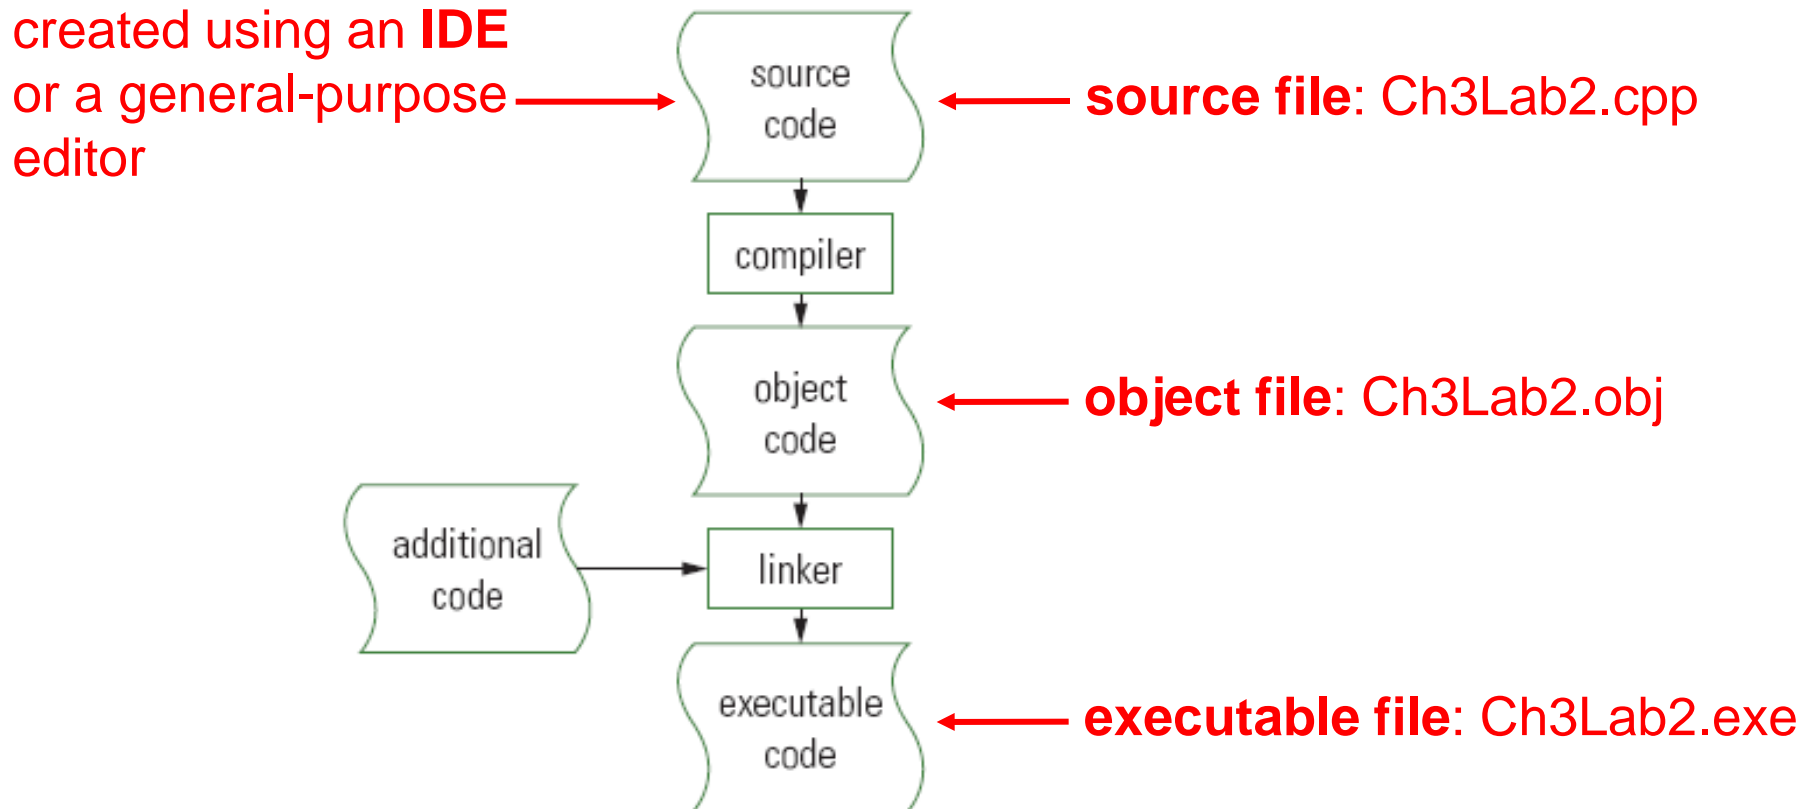 created using an IDE
or a general-purpose
editor
source
code
source file: Ch3Lab2.cpp
compiler
object
code
object file: Ch3Lab2.obj
additional
code
linker
executable
code
executable file: Ch3Lab2.exe